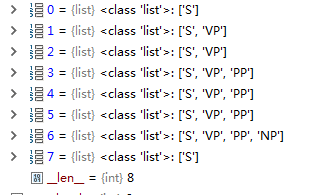 0 = {list} <class 'list'>: ['S']
1 = {list} <class 'list'>: ['S', 'VP']
2 = {list} <class 'list'>: ['S', 'VP']
3 = {list} <class 'list'>: ['S', 'VP', 'PP']
4 = {list} <class 'list'>: ['S', 'VP', 'PP']
5 = {list} <class 'list'>: ['S', 'VP', 'PP']
6 = {list} <class 'list'>: ['S', 'VP', 'PP', 'NP']
7 = {list} <class 'list'>: ['S']
__len__ = {int} 8